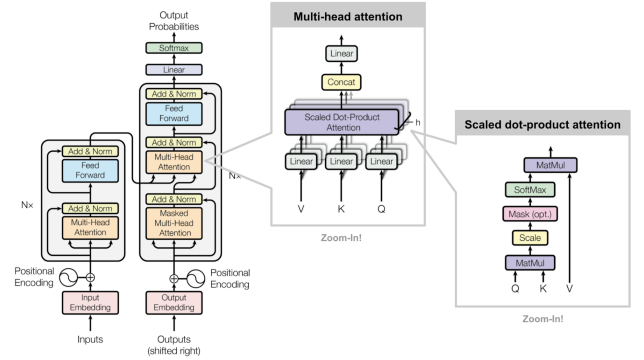 Output
Probabilities
Softmax
Linear
Add & Norm
Feed
Forward
Add & Norm
Multi-Head
Attention
Add & Norm
Masked
Multi-Head
Attention
N×
Add & Norm
Feed
Forward
Add & Norm
Multi-Head
Attention
N×
Positional
Encoding
Positional
Encoding
Input
Embedding
Output
Embedding
Inputs
Outputs
(shifted right)
Multi-head attention
Linear
Concat
Scaled Dot-Product
Attention
h
Linear
Linear
Linear
V
K
Q
Zoom-In!
Scaled dot-product attention
MatMul
SoftMax
Mask (opt.)
Scale
MatMul
Q
K
V
Zoom-In!